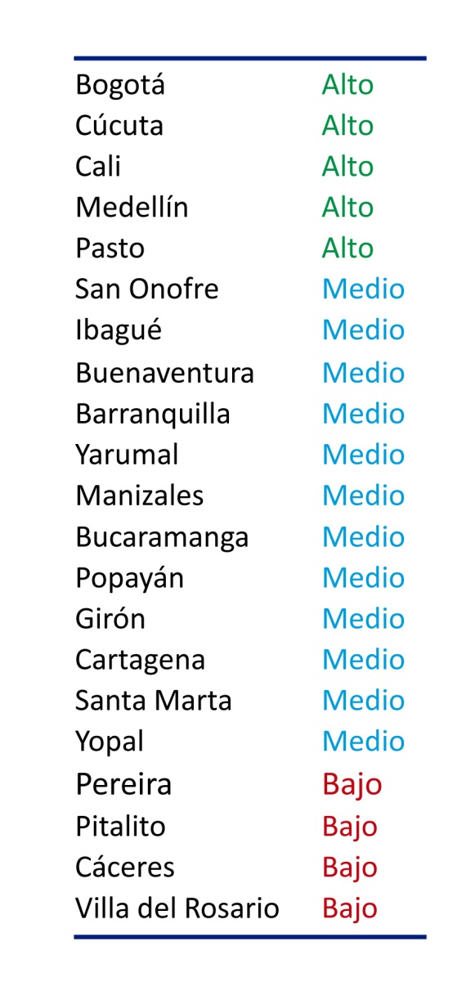 Bogotá Alto
Cúcuta Alto
Cali Alto
Medellín Alto
Pasto Alto
San Onofre Medio
Ibagué Medio
Buenaventura Medio
Barranquilla Medio
Yarumal Medio
Manizales Medio
Bucaramanga Medio
Popayán Medio
Girón Medio
Cartagena Medio
Santa Marta Medio
Yopal Medio
Pereira Bajo
Pitalito Bajo
Cáceres Bajo
Villa del Rosario Bajo